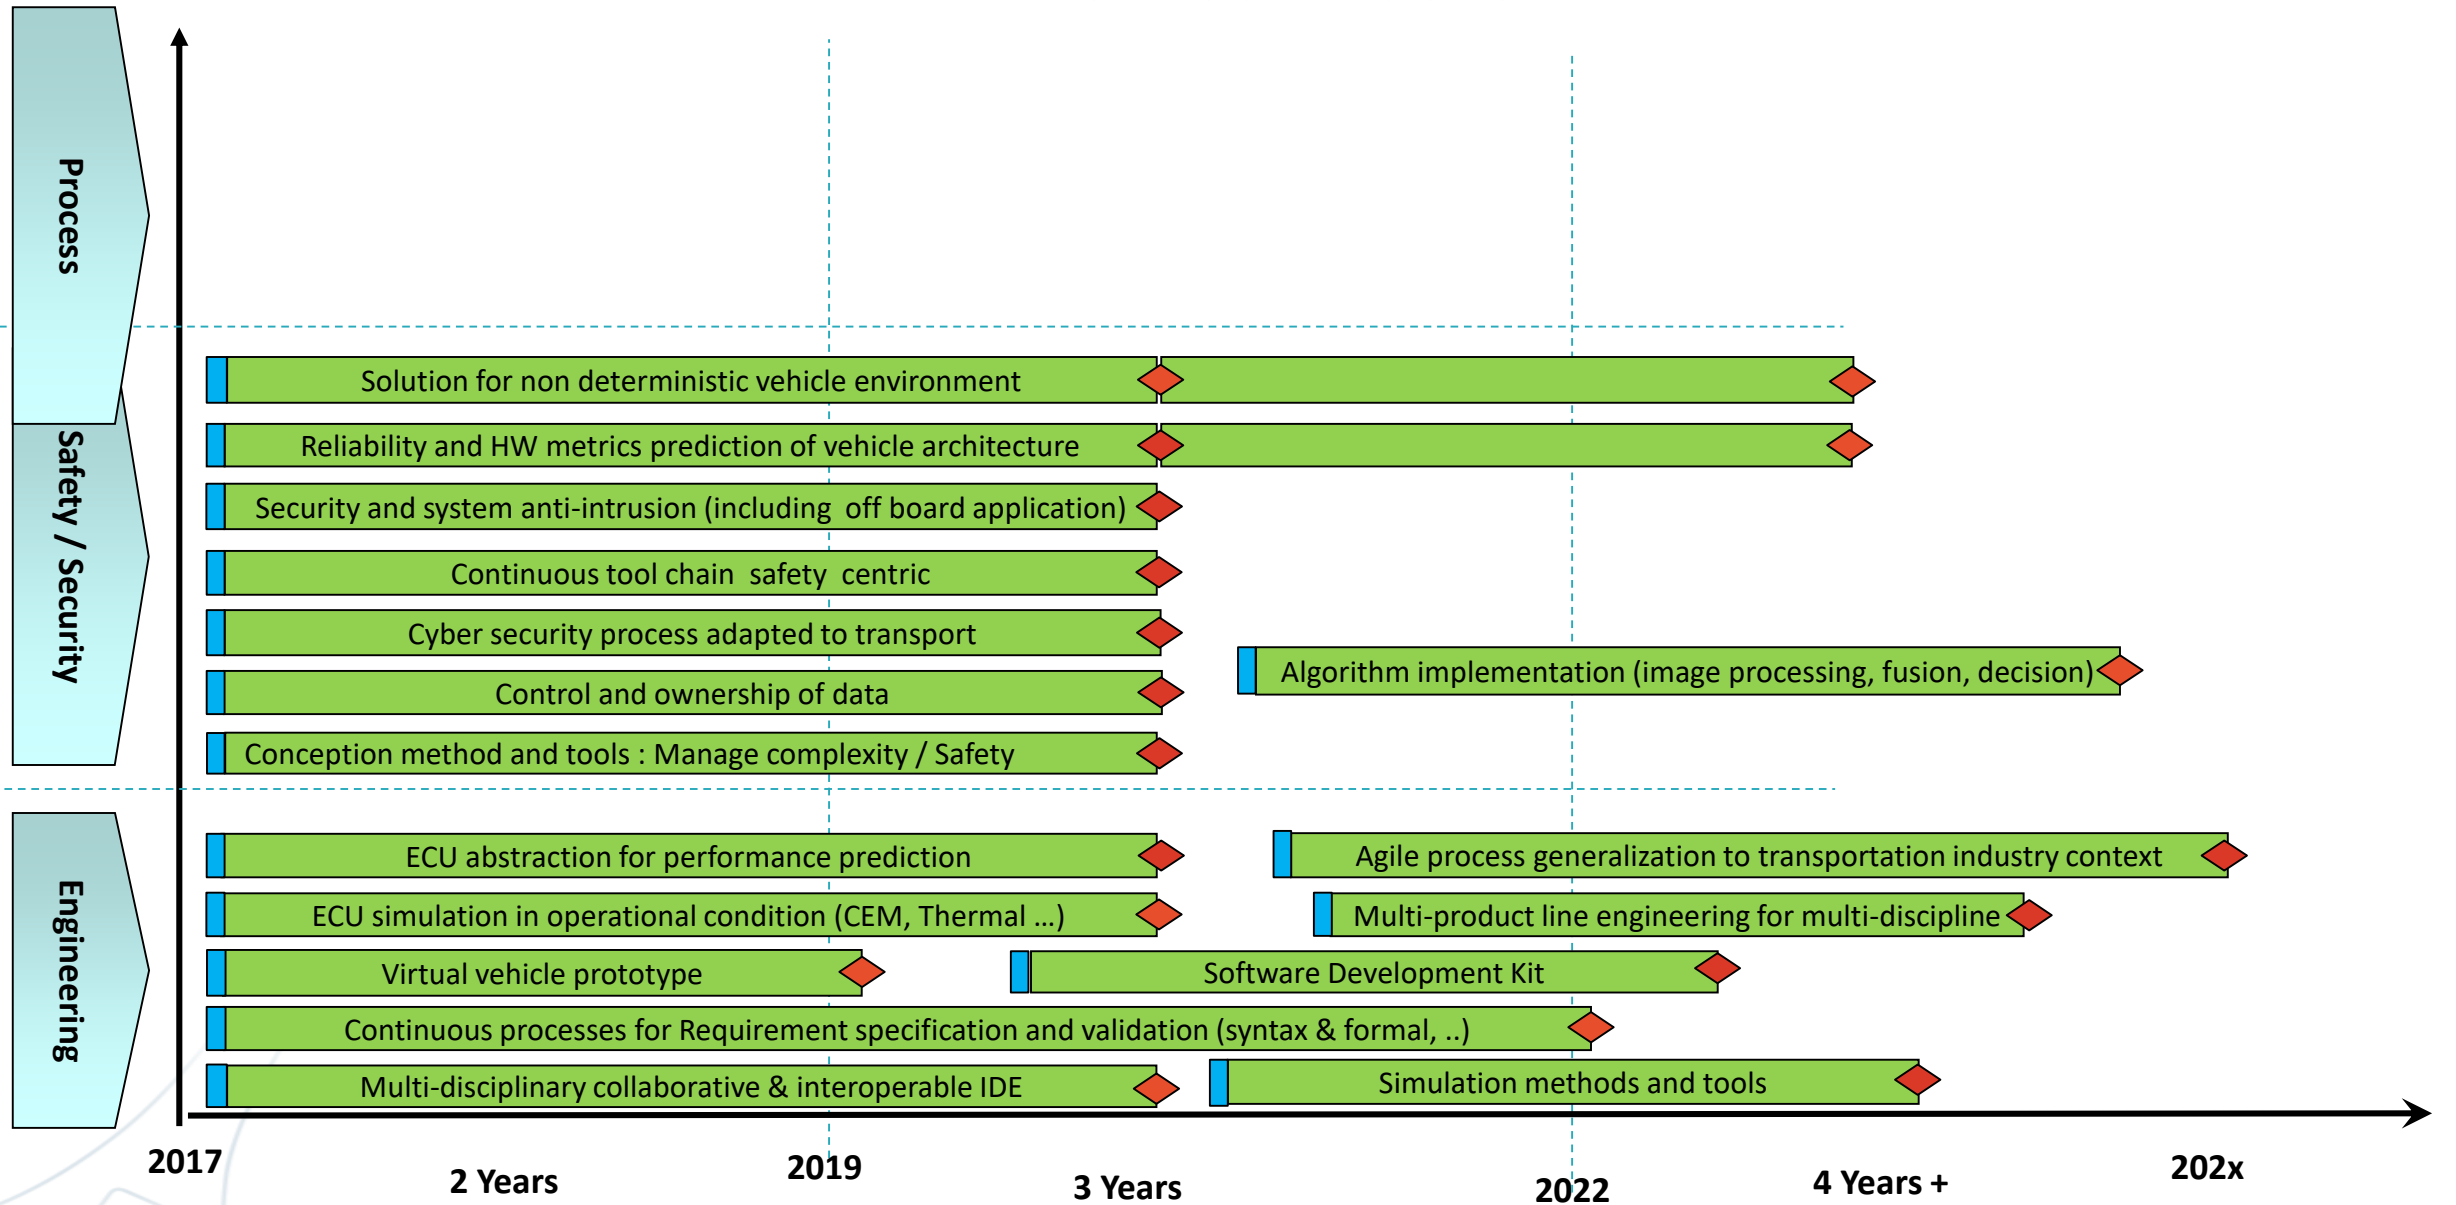 Process
Solution for non deterministic vehicle environment
Reliability and HW metrics prediction of vehicle architecture
Security and system anti-intrusion (including  off board application)
Continuous tool chain  safety  centric
Cyber security process adapted to transport
Control and ownership of data
Conception method and tools : Manage complexity / Safety
Algorithm implementation (image processing, fusion, decision)
Safety / Security
ECU abstraction for performance prediction
Agile process generalization to transportation industry context
ECU simulation in operational condition (CEM, Thermal ...)
Multi-product line engineering for multi-discipline
Virtual vehicle prototype
Software Development Kit
Continuous processes for Requirement specification and validation (syntax & formal, ..)
Multi-disciplinary collaborative & interoperable IDE
Simulation methods and tools
Engineering
2017
2 Years
2019
3 Years
2022
4 Years +
202x